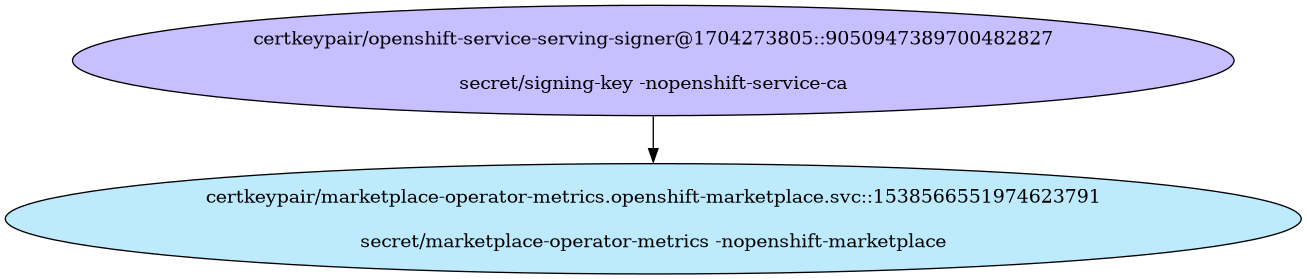 certkeypair/openshift-service-serving-signer@1704273805::9050947389700482827
secret/signing-key -nopenshift-service-ca
certkeypair/marketplace-operator-metrics.openshift-marketplace.svc::1538566551974623791
secret/marketplace-operator-metrics -nopenshift-marketplace